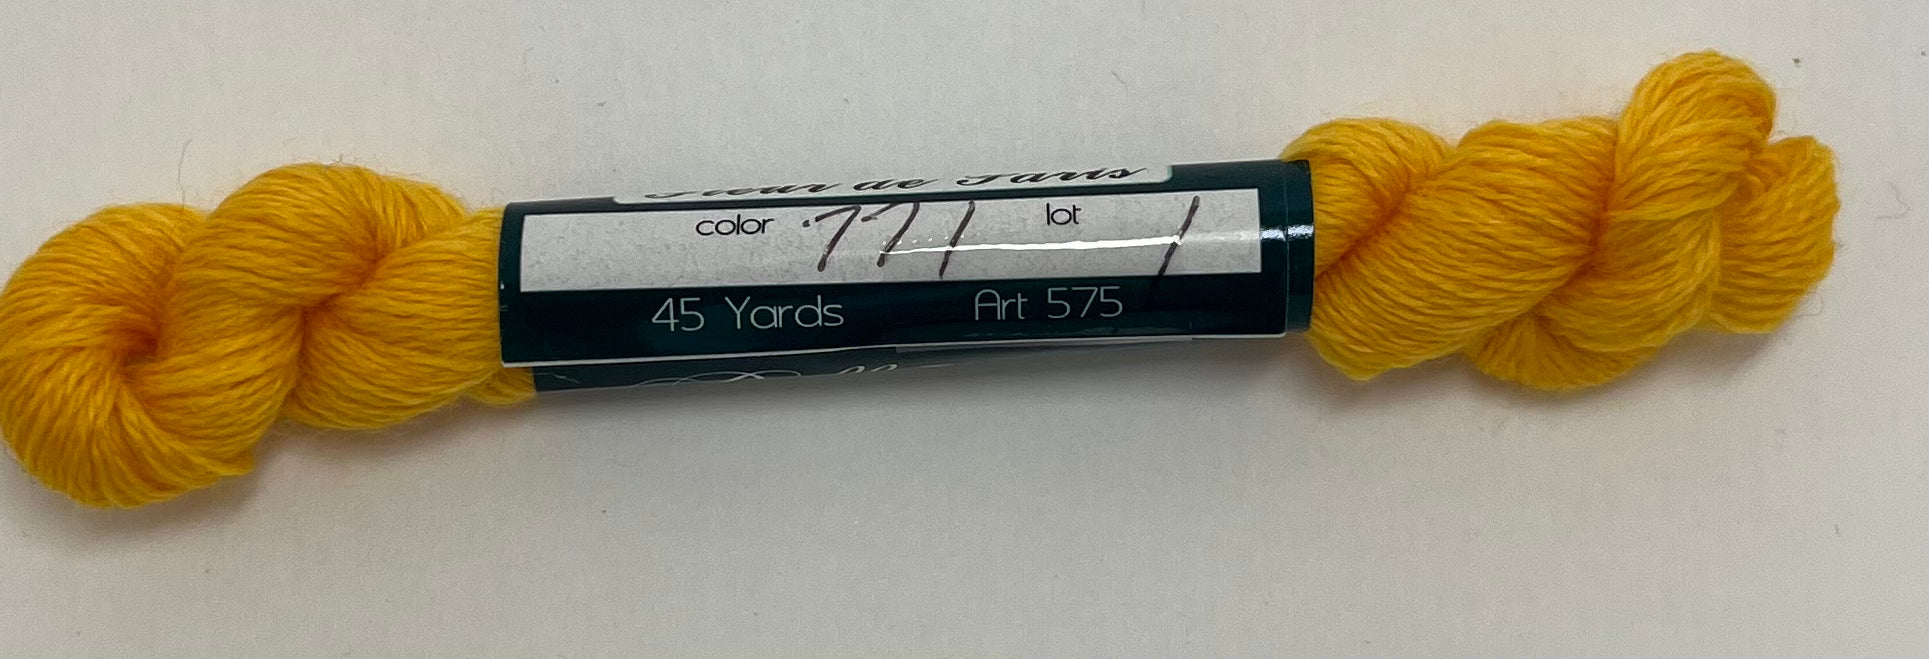 Fleur de Paris
color 771 lot 1
45 Yards Art 575